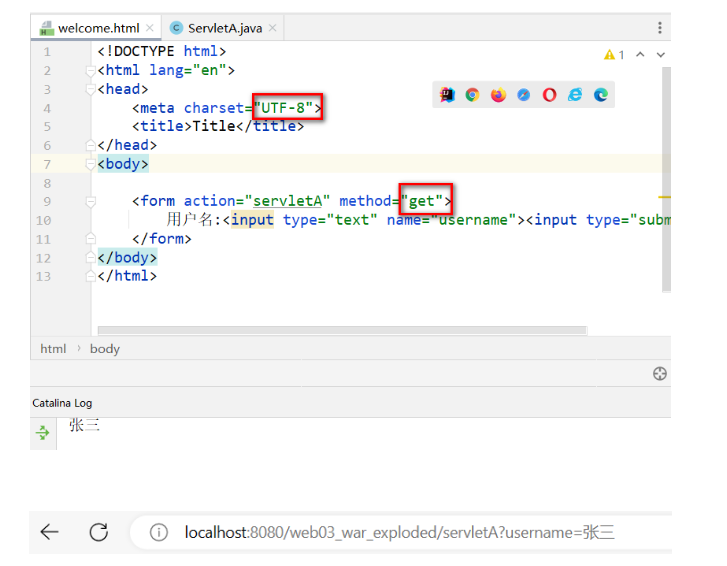 welcome.html ServletA.java
1 <!DOCTYPE html>
1
2 <html lang="en">
3 <head>
4 <meta charset="UTF-8">
5 <title>Title</title>
6 </head>
7 <body>
8
9 <form action="servletA" method="get">
10 用户名:<input type="text" name="username"><input type="subm
11 </form>
12 </body>
13 </html>
html › body
Catalina Log
张三
localhost:8080/web03_war_exploded/servletA?username=张三